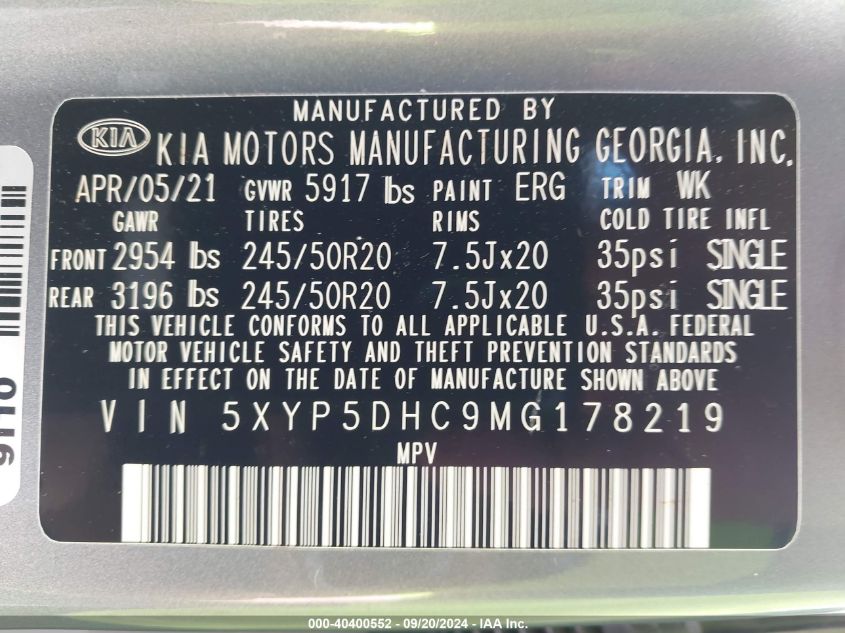 MANUFACTURED BY
KIA KIA MOTORS MANUFACTURING GEORGIA, INC.
APR/05/21 GVWR 5917 lbs PAINT ERG TRIM WK
GAWR TIRES RIMS COLD TIRE INFL
FRONT 2954 lbs 245/50R20 7.5Jx20 35psi SINGLE
REAR 3196 lbs 245/50R20 7.5Jx20 35psi SINGLE
THIS VEHICLE CONFORMS TO ALL APPLICABLE U.S.A. FEDERAL
MOTOR VEHICLE SAFETY AND THEFT PREVENTION STANDARDS
IN EFFECT ON THE DATE OF MANUFACTURE SHOWN ABOVE
VIN 5XYP5DHC9MG178219
MPV
000-40400552 - 09/20/2024 - IAA Inc.